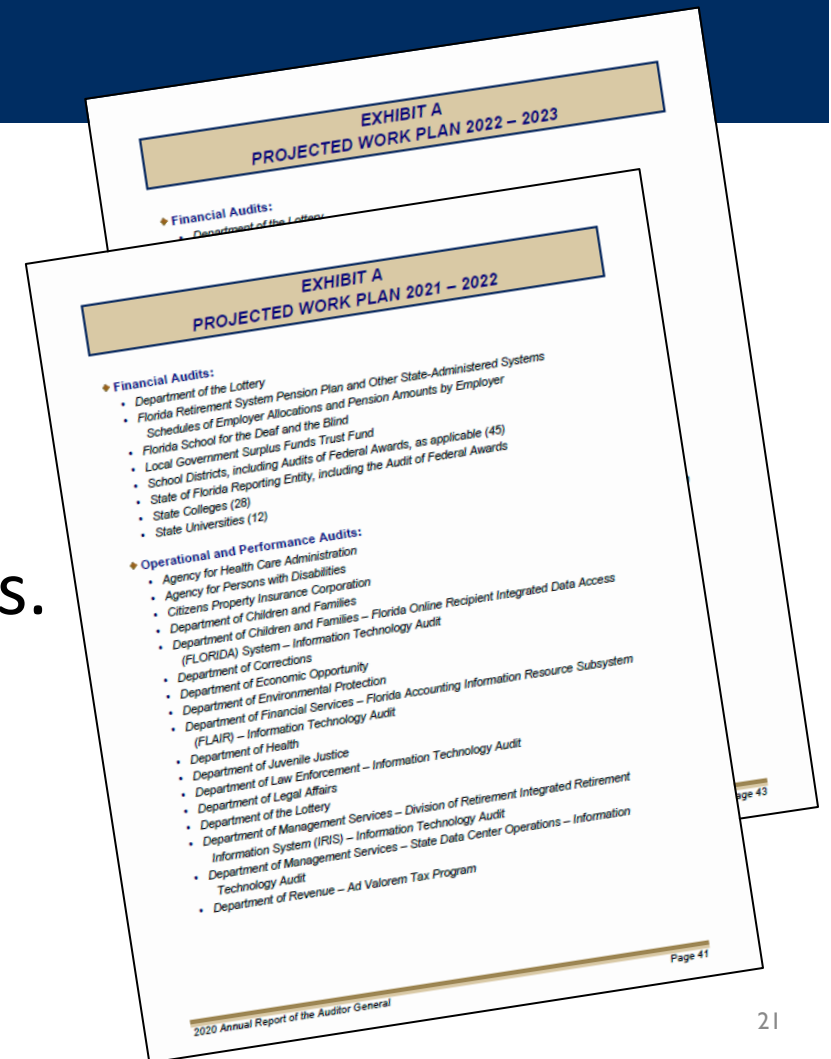 EXHIBIT A
PROJECTED WORK PLAN 2022 – 2023
◆ Financial Audits:
• Department of the Lottery
EXHIBIT A
PROJECTED WORK PLAN 2021 – 2022
◆ Financial Audits:
• Department of the Lottery
• Florida Retirement System Pension Plan and Other State-Administered Systems
Schedules of Employer Allocations and Pension Amounts by Employer
• Florida School for the Deaf and the Blind
• Local Government Surplus Funds Trust Fund
• School Districts, including Audits of Federal Awards, as applicable (45)
• State of Florida Reporting Entity, including the Audit of Federal Awards
• State Colleges (28)
• State Universities (12)
◆ Operational and Performance Audits:
• Agency for Health Care Administration
• Agency for Persons with Disabilities
• Citizens Property Insurance Corporation
• Department of Children and Families
• Department of Children and Families – Florida Online Recipient Integrated Data Access
(FLORIDA) System – Information Technology Audit
• Department of Corrections
• Department of Economic Opportunity
• Department of Environmental Protection
• Department of Financial Services – Florida Accounting Information Resource Subsystem
(FLAIR) – Information Technology Audit
• Department of Health
• Department of Juvenile Justice
• Department of Law Enforcement – Information Technology Audit
• Department of Legal Affairs
• Department of the Lottery
• Department of Management Services – Division of Retirement Integrated Retirement
Information System (IRIS) – Information Technology Audit
• Department of Management Services – State Data Center Operations – Information
Technology Audit
• Department of Revenue – Ad Valorem Tax Program
2020 Annual Report of the Auditor General
Page 41
age 43
s.
21